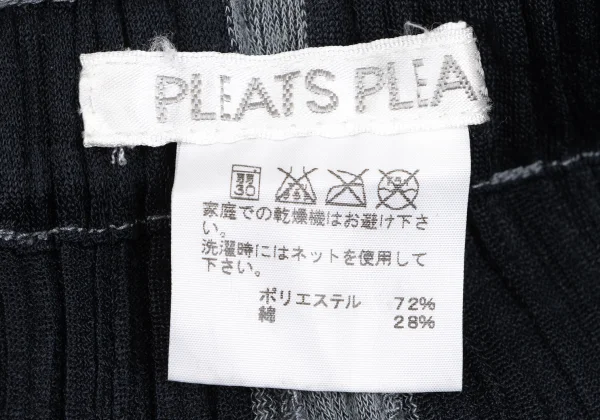 PLEATS PLEA
30
家庭での乾燥機はお避け下さ
い。
洗濯時にはネットを使用して
下さい。
ポリエステル 72%
綿 28%